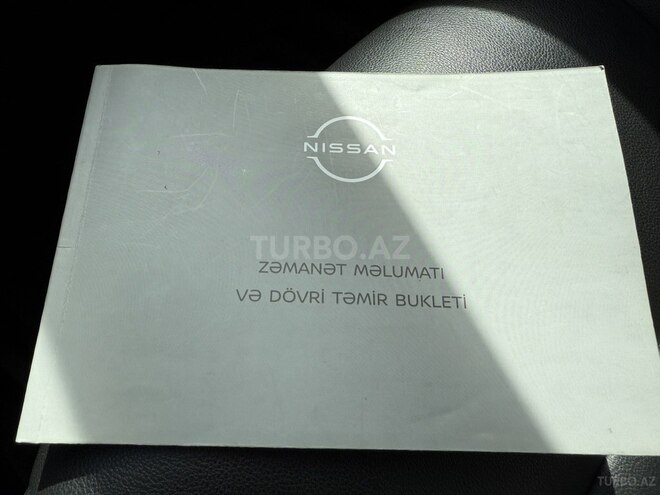 NISSAN
TURBO.AZ
ZƏMANƏT MƏLUMATI
VƏ DÖVRİ TƏMİR BUKLETİ
TURBO.AZ